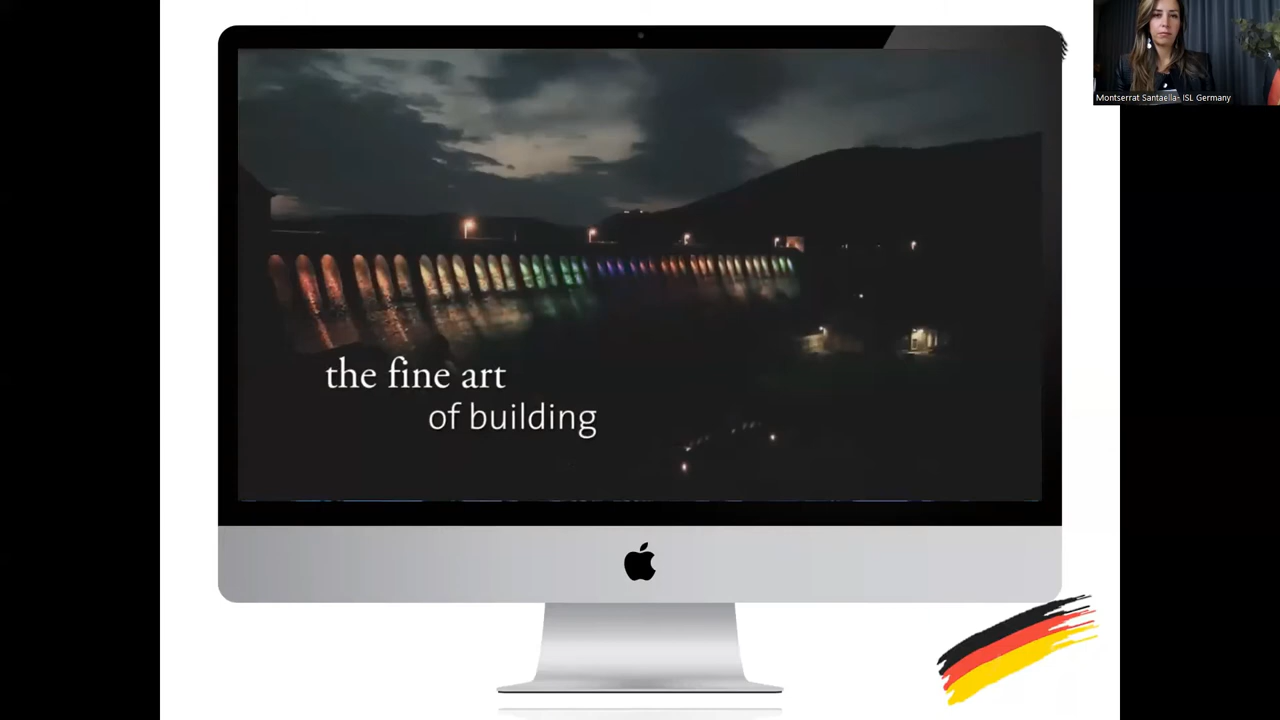 Montserrat Santaella- ISL Germany
the fine art
of building